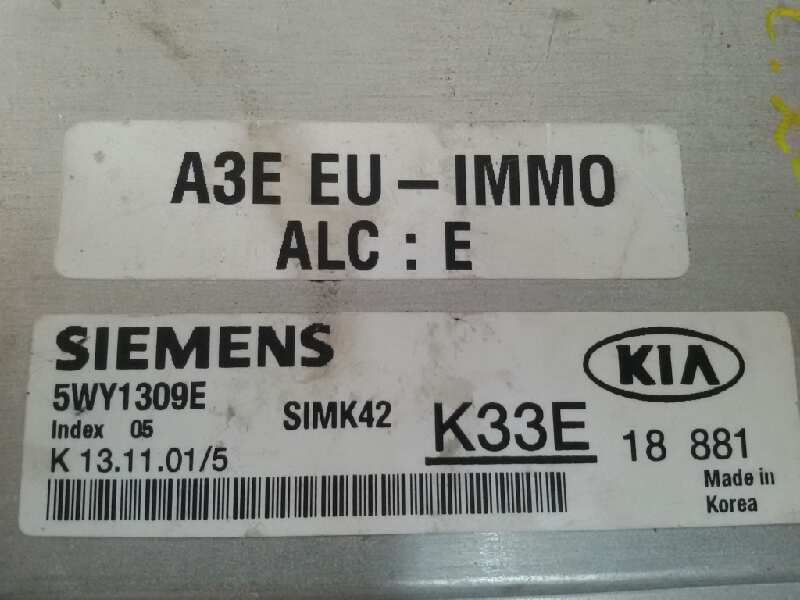 A3E EU – IMMO
ALC : E
SIEMENS
KIA
5WY1309E
SIMK42
K33E
18 881
Index 05
K 13.11.01/5
Made in
Korea